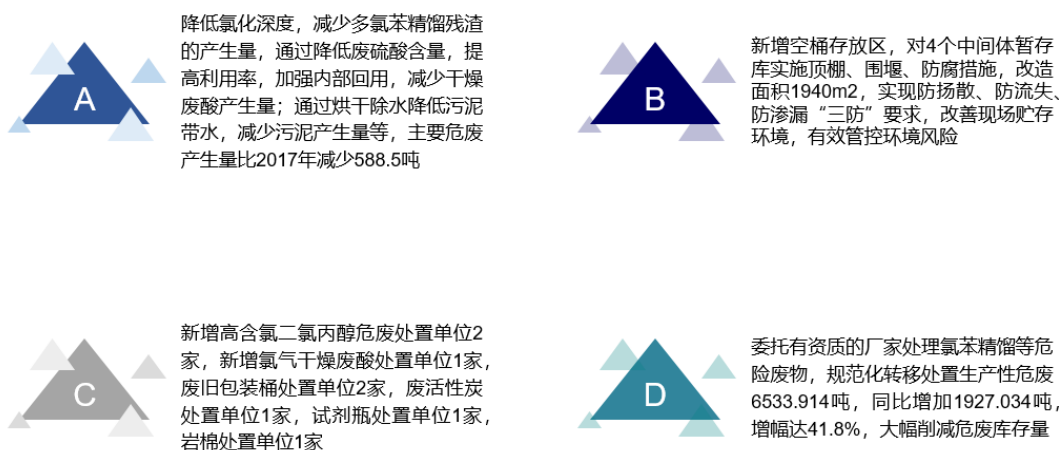 A
降低氯化深度，减少多氯苯精馏残渣
的产生量，通过降低废硫酸含量，提
高利用率，加强内部回用，减少干燥
废酸产生量；通过烘干除水降低污泥
带水，减少污泥产生量等，主要危废
产生量比2017年减少588.5吨
B
新增空桶存放区，对4个中间体暂存
库实施顶棚、围堰、防腐措施，改造
面积1940m2，实现防扬散、防流失、
防渗漏“三防”要求，改善现场贮存
环境，有效管控环境风险
C
新增高含氯二氯丙醇危废处置单位2
家，新增氯气干燥废酸处置单位1家，
废旧包装桶处置单位2家，废活性炭
处置单位1家，试剂瓶处置单位1家，
岩棉处置单位1家
D
委托有资质的厂家处理氯苯精馏等危
险废物，规范化转移处置生产性危废
6533.914吨，同比增加1927.034吨，
增幅达41.8%，大幅削减危废库存量